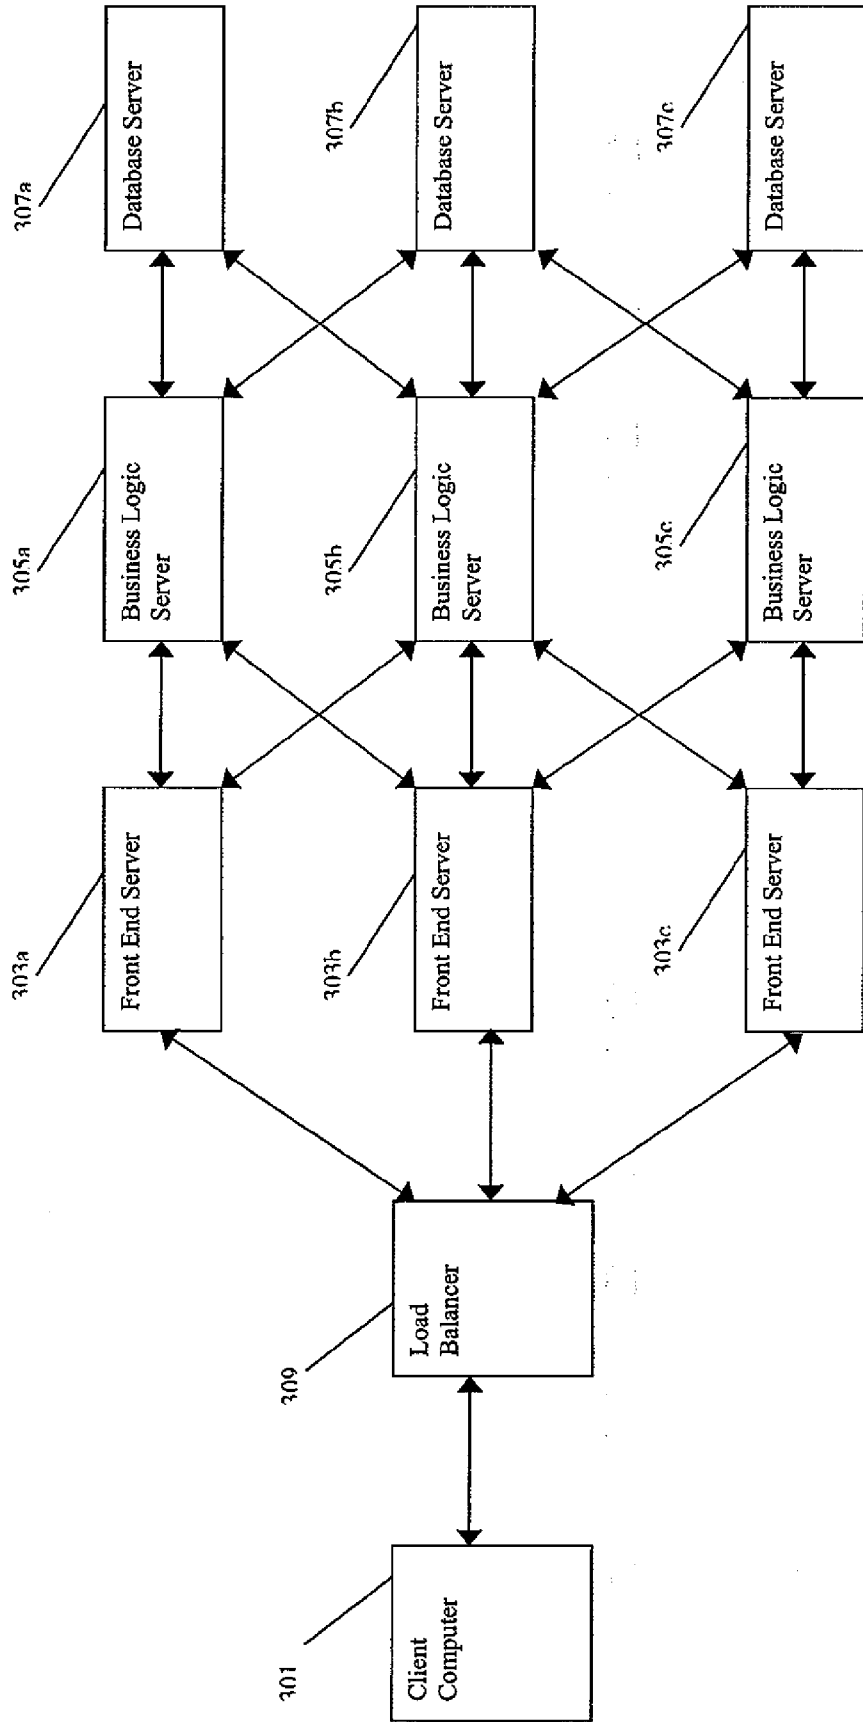 307a
Database Server
307b
Database Server
307c
Database Server
305a
Business Logic
Server
305b
Business Logic
Server
305c
Business Logic
Server
303a
Front End Server
303b
Front End Server
303c
Front End Server
309
Load
Balancer
301
Client
Computer